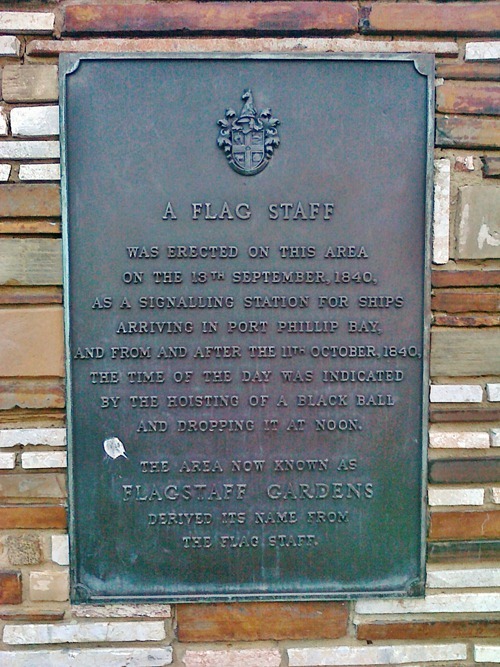 A FLAG STAFF
WAS ERECTED ON THIS AREA
ON THE 13TH SEPTEMBER, 1840,
AS A SIGNALLING STATION FOR SHIPS
ARRIVING IN PORT PHILLIP BAY,
AND FROM AND AFTER THE 11TH OCTOBER, 1840,
THE TIME OF THE DAY WAS INDICATED
BY THE HOISTING OF A BLACK BALL
AND DROPPING IT AT NOON.
THE AREA NOW KNOWN AS
FLAGSTAFF GARDENS
DERIVED ITS NAME FROM
THE FLAG STAFF.